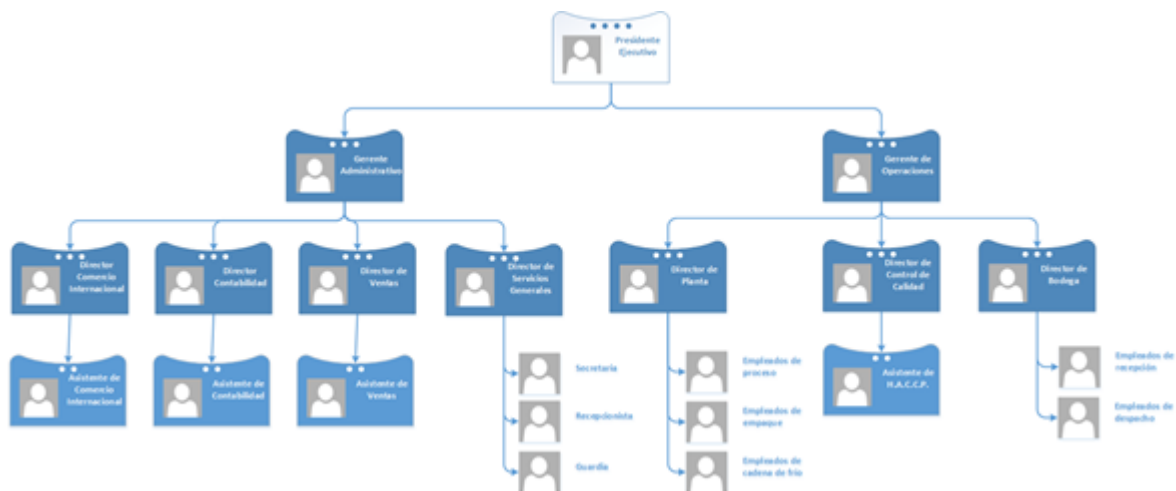 Presidente
Ejecutivo
Gerente
Administrativo
Gerente de
Operaciones
Director
Comercio
Internacional
Director
Contabilidad
Director de
Ventas
Director de
Servicios
Generales
Director de
Planta
Director de
Control de
Calidad
Director de
Bodega
Asistente de
Comercio
Internacional
Asistente de
Contabilidad
Asistente de
Ventas
Secretaria
Recepcionista
Guardia
Empleados de
proceso
Empleados de
empaque
Empleados de
cadena de frío
Asistente de
H.A.C.C.P.
Empleados de
recepción
Empleados de
despacho